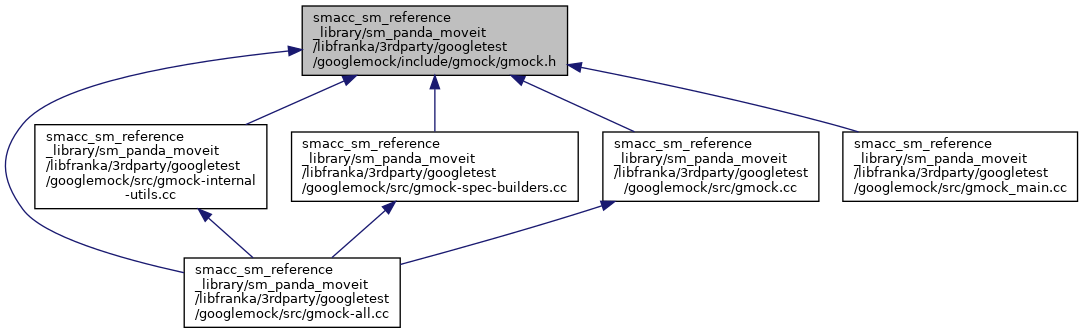 smacc_sm_reference
_library/sm_panda_moveit
/libfranka/3rdparty/googletest
/googlemock/include/gmock/gmock.h
smacc_sm_reference
_library/sm_panda_moveit
/libfranka/3rdparty/googletest
/googlemock/src/gmock-internal
-utils.cc
smacc_sm_reference
_library/sm_panda_moveit
/libfranka/3rdparty/googletest
/googlemock/src/gmock-spec-builders.cc
smacc_sm_reference
_library/sm_panda_moveit
/libfranka/3rdparty/googletest
/googlemock/src/gmock.cc
smacc_sm_reference
_library/sm_panda_moveit
/libfranka/3rdparty/googletest
/googlemock/src/gmock_main.cc
smacc_sm_reference
_library/sm_panda_moveit
/libfranka/3rdparty/googletest
/googlemock/src/gmock-all.cc